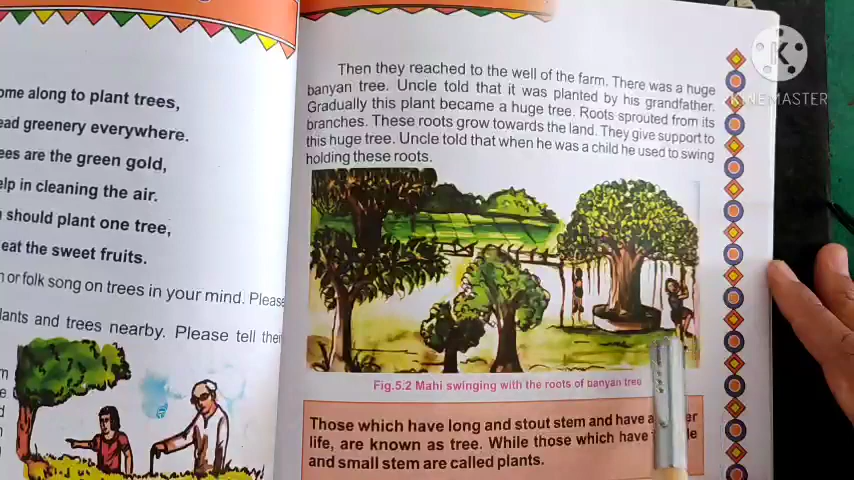 ome along to plant trees,
ead greenery everywhere.
ees are the green gold,
elp in cleaning the air.
should plant one tree,
eat the sweet fruits.
or folk song on trees in your mind. Please
lants and trees nearby. Please tell
Then they reached to the well of the farm. There was a huge
banyan tree. Uncle told that it was planted by his grandfather.
Gradually this plant became a huge tree. Roots sprouted from its
branches. These roots grow towards the land. They give support to
this huge tree. Uncle told that when he was a child he used to swing
holding these roots.
Fig.5.2 Mahi swinging with the roots of banyan tree
Those which have long and stout stem and have a
life, are known as tree. While those which have
and small stem are called plants.
KINEMASTER